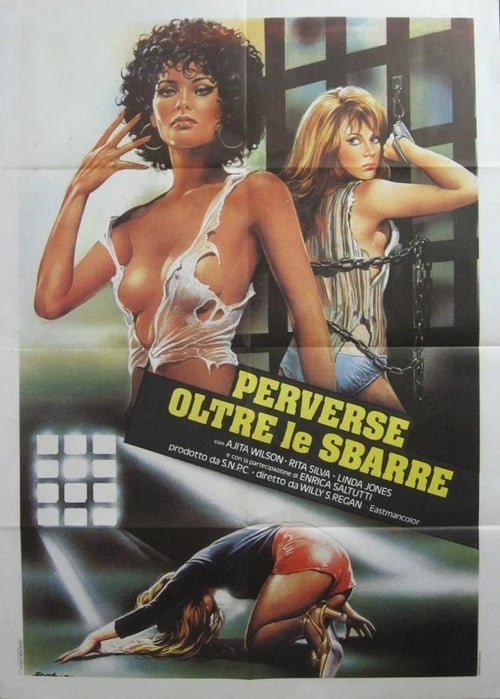 PERVERSE
OLTRE le SBARRE
con AJITA WILSON · RITA SILVA · LINDA JONES
e con la partecipazione di ENRICA SALTUTTI
prodotto da S.N.P.C. · diretto da WILLY S. REGAN · Eastmancolor